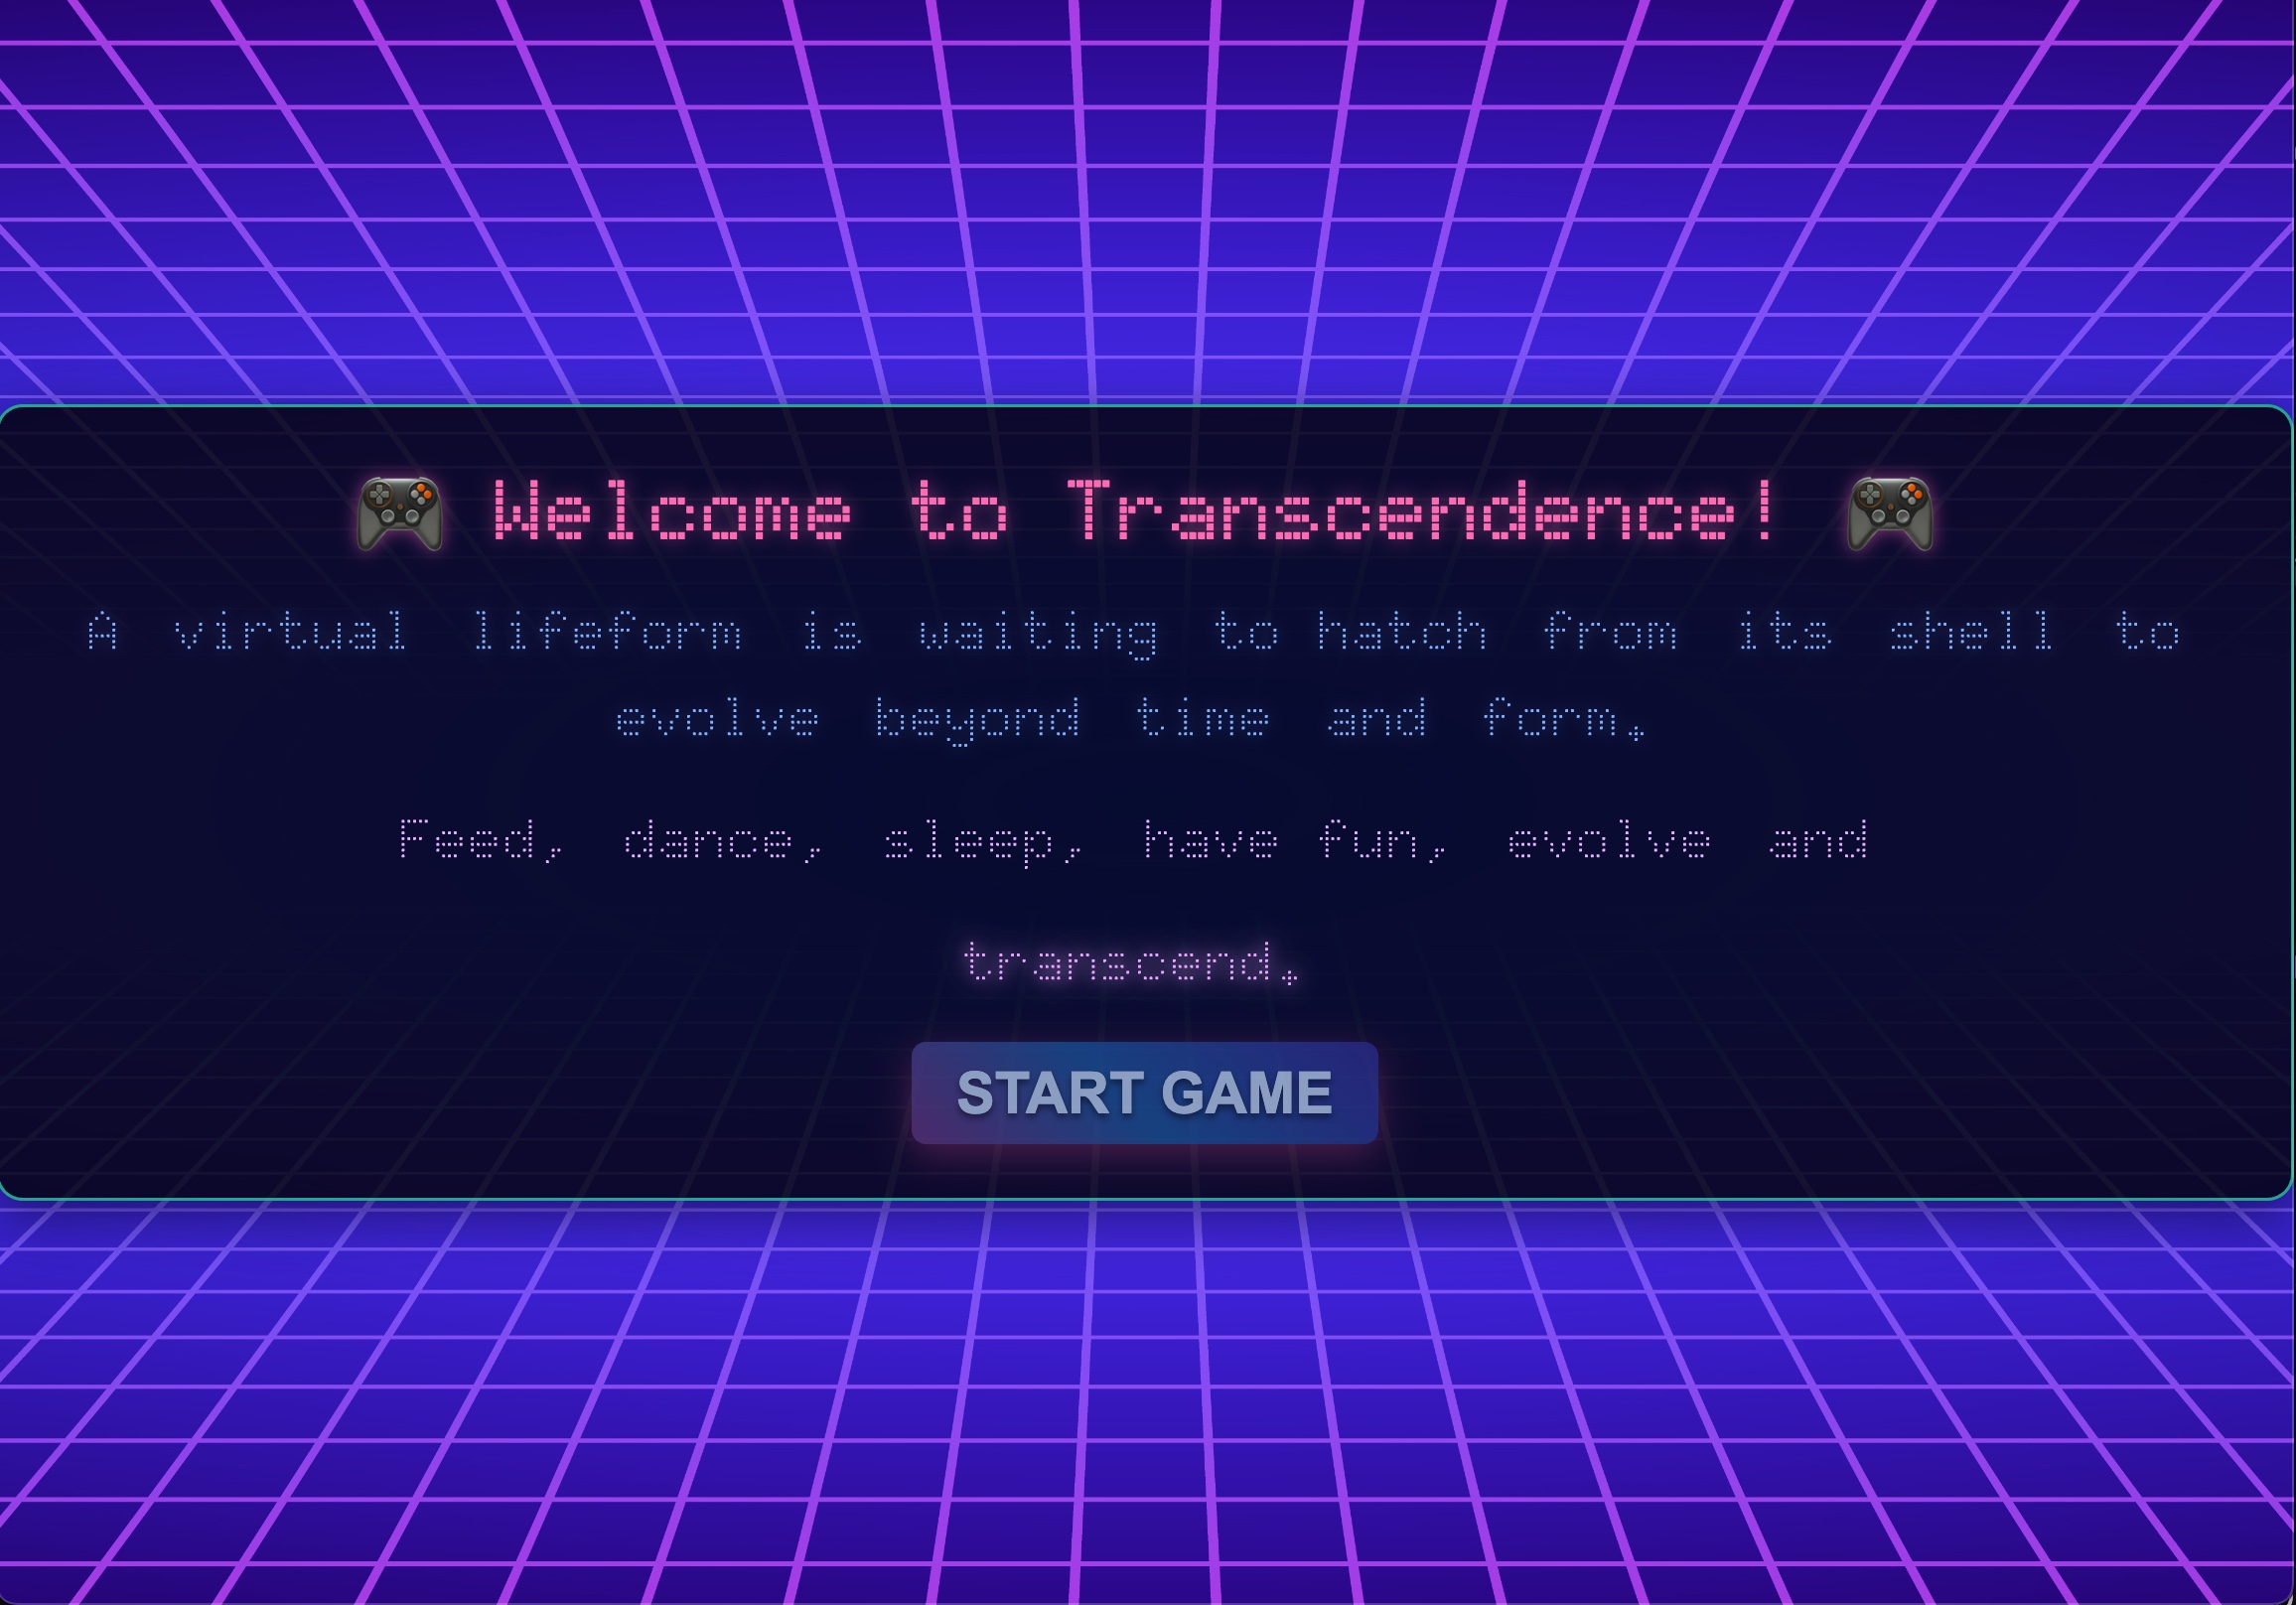 Welcome to Transcendence!
A virtual lifeform is waiting to hatch from its shell to
evolve beyond time and form.
Feed, dance, sleep, have fun, evolve and
transcend.
START GAME